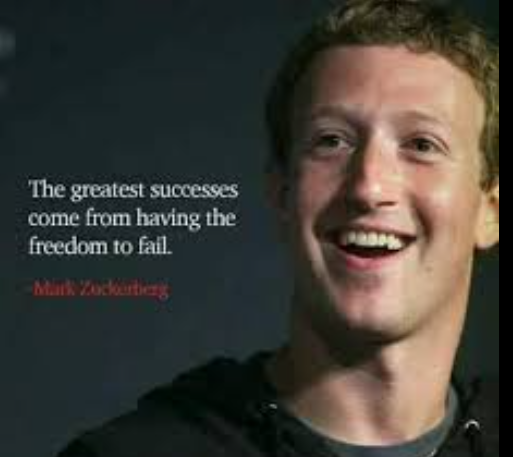 The greatest successes
come from having the
freedom to fail.
-Mark Zuckerberg